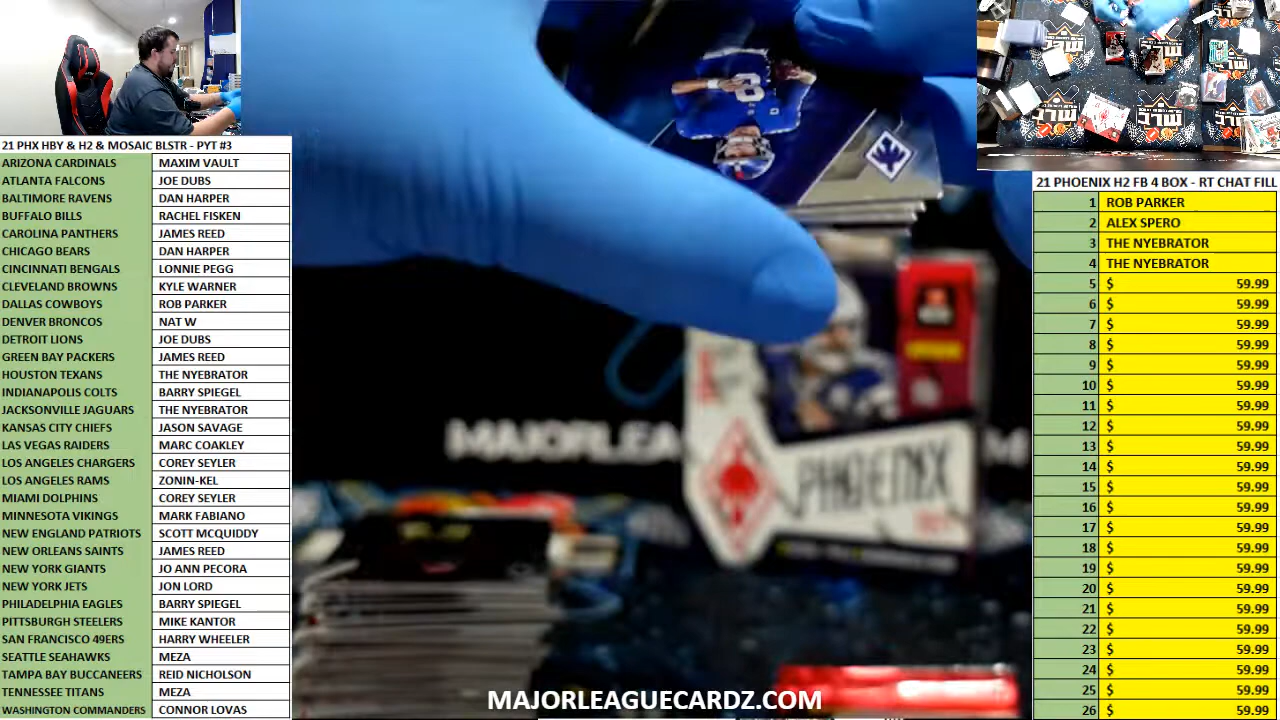 21 PHX HBY & H2 & MOSAIC BLSTR - PYT #3
ARIZONA CARDINALS MAXIM VAULT
ATLANTA FALCONS JOE DUBS
BALTIMORE RAVENS DAN HARPER
BUFFALO BILLS RACHEL FISKEN
CAROLINA PANTHERS JAMES REED
CHICAGO BEARS DAN HARPER
CINCINNATI BENGALS LONNIE PEGG
CLEVELAND BROWNS KYLE WARNER
DALLAS COWBOYS ROB PARKER
DENVER BRONCOS NAT W
DETROIT LIONS JOE DUBS
GREEN BAY PACKERS JAMES REED
HOUSTON TEXANS THE NYEBRATOR
INDIANAPOLIS COLTS BARRY SPIEGEL
JACKSONVILLE JAGUARS THE NYEBRATOR
KANSAS CITY CHIEFS JASON SAVAGE
LAS VEGAS RAIDERS MARC COAKLEY
LOS ANGELES CHARGERS COREY SEYLER
LOS ANGELES RAMS ZONIN-KEL
MIAMI DOLPHINS COREY SEYLER
MINNESOTA VIKINGS MARK FABIANO
NEW ENGLAND PATRIOTS SCOTT MCQUIDDY
NEW ORLEANS SAINTS JAMES REED
NEW YORK GIANTS JO ANN PECORA
NEW YORK JETS JON LORD
PHILADELPHIA EAGLES BARRY SPIEGEL
PITTSBURGH STEELERS MIKE KANTOR
SAN FRANCISCO 49ERS HARRY WHEELER
SEATTLE SEAHAWKS MEZA
TAMPA BAY BUCCANEERS REID NICHOLSON
TENNESSEE TITANS MEZA
WASHINGTON COMMANDERS CONNOR LOVAS
8
MAJORLEA
PHOENIX
MAJORLEAGUECARDZ.COM
MLC
MLC
21 PHOENIX H2 FB 4 BOX - RT CHAT FILL
1 ROB PARKER
2 ALEX SPERO
3 THE NYEBRATOR
4 THE NYEBRATOR
5 $ 59.99
6 $ 59.99
7 $ 59.99
8 $ 59.99
9 $ 59.99
10 $ 59.99
11 $ 59.99
12 $ 59.99
13 $ 59.99
14 $ 59.99
15 $ 59.99
16 $ 59.99
17 $ 59.99
18 $ 59.99
19 $ 59.99
20 $ 59.99
21 $ 59.99
22 $ 59.99
23 $ 59.99
24 $ 59.99
25 $ 59.99
26 $ 59.99